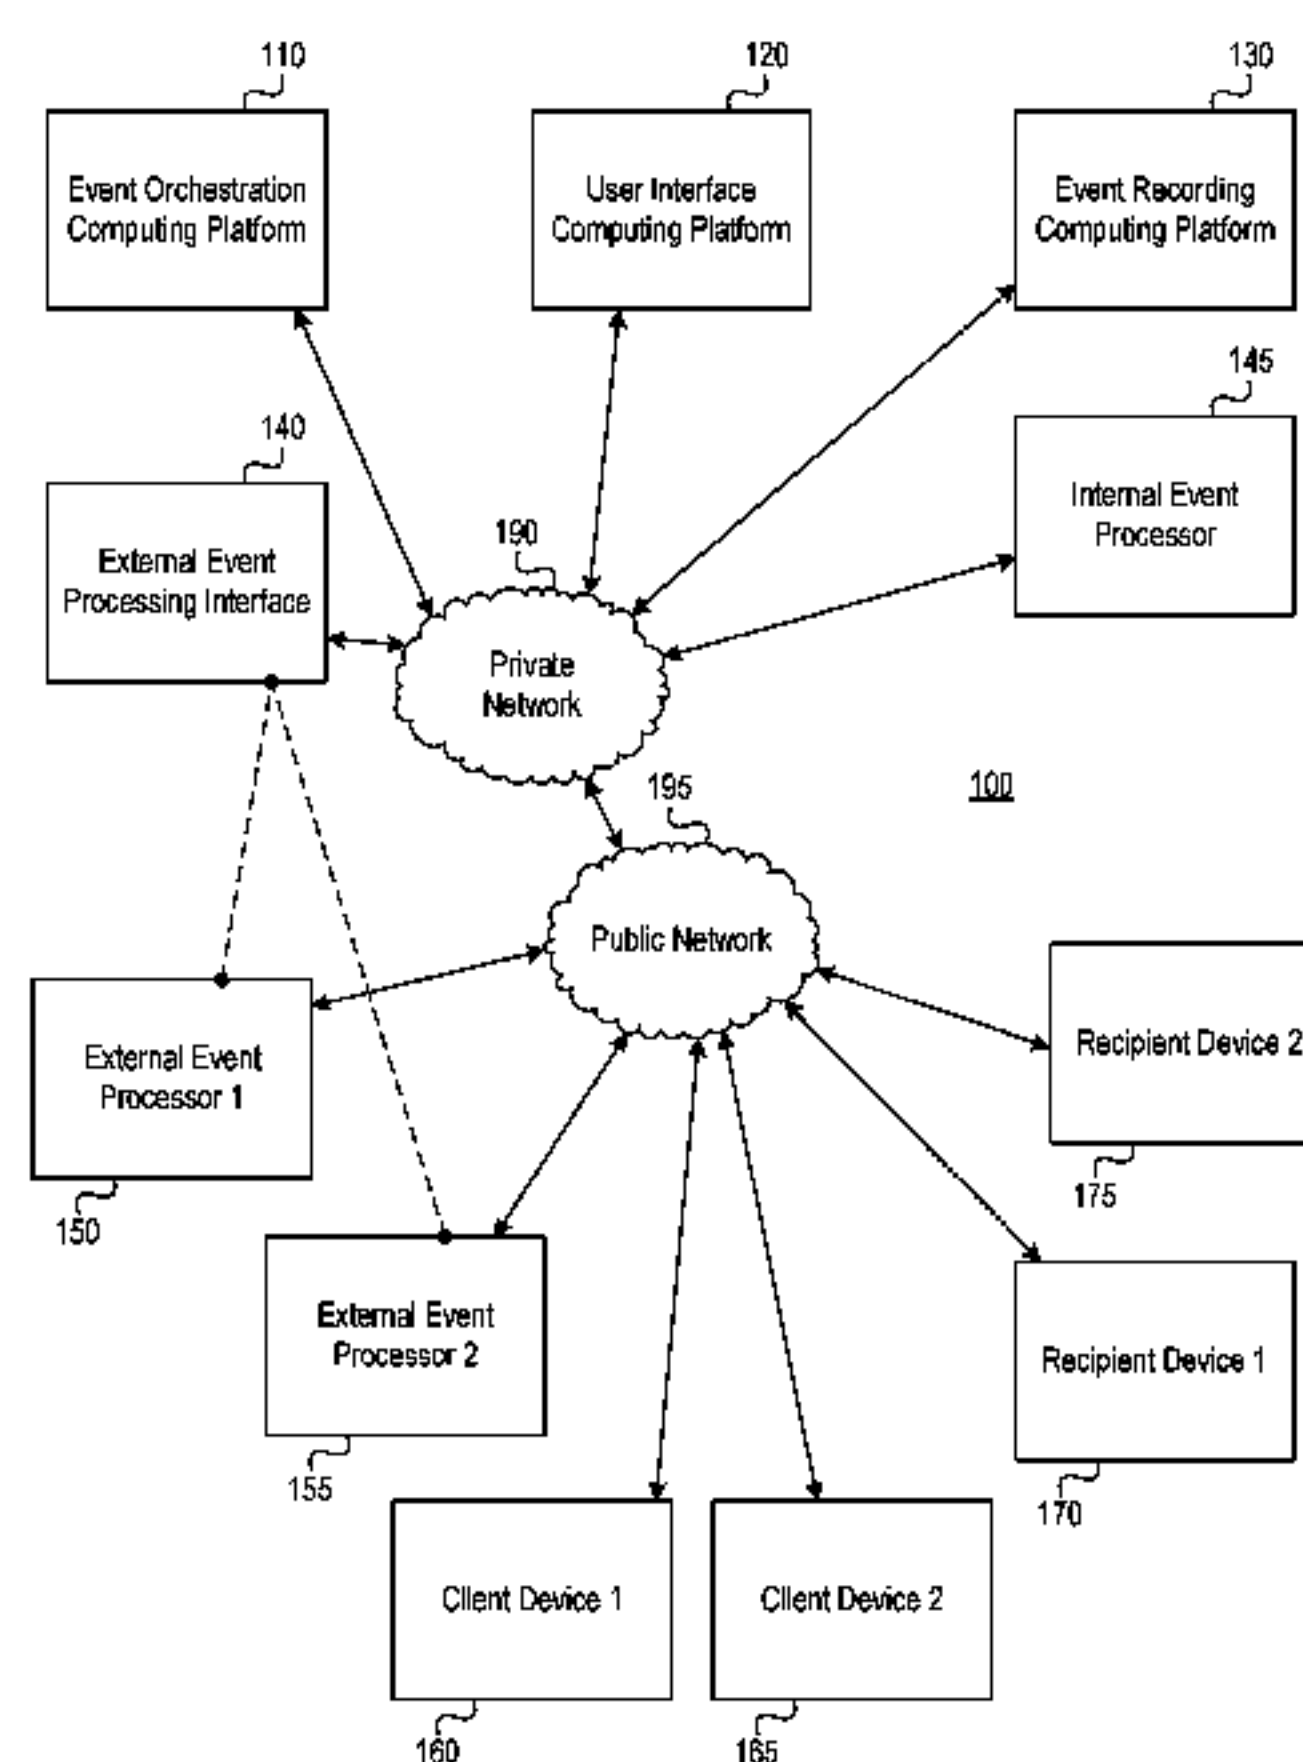 110
120
130
Event Orchestration
Computing Platform
User Interface
Computing Platform
Event Recording
Computing Platform
145
140
Internal Event
Processor
190
External Event
Processing Interface
Private
Network
195
100
Public Network
External Event
Processor 1
Recipient Device 2
175
150
External Event
Processor 2
Recipient Device 1
155
170
Client Device 1
Client Device 2
160
165